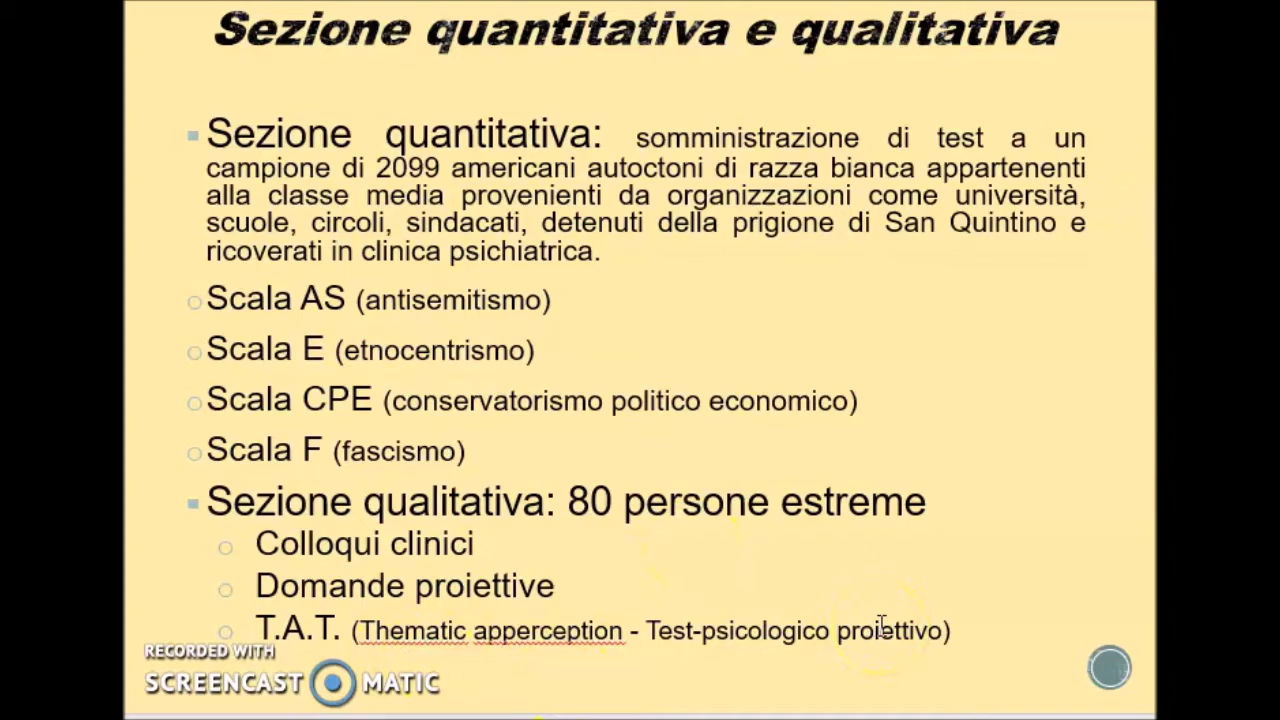 Sezione quantitativa e qualitativa
Sezione quantitativa: somministrazione di test a un
campione di 2099 americani autoctoni di razza bianca appartenenti
alla classe media provenienti da organizzazioni come università,
scuole, circoli, sindacati, detenuti della prigione di San Quintino e
ricoverati in clinica psichiatrica.
Scala AS (antisemitismo)
Scala E (etnocentrismo)
Scala CPE (conservatorismo politico economico)
Scala F (fascismo)
Sezione qualitativa: 80 persone estreme
Colloqui clinici
Domande proiettive
T.A.T. (Thematic apperception - Test-psicologico proiettivo)
RECORDED WITH
SCREENCAST MATIC